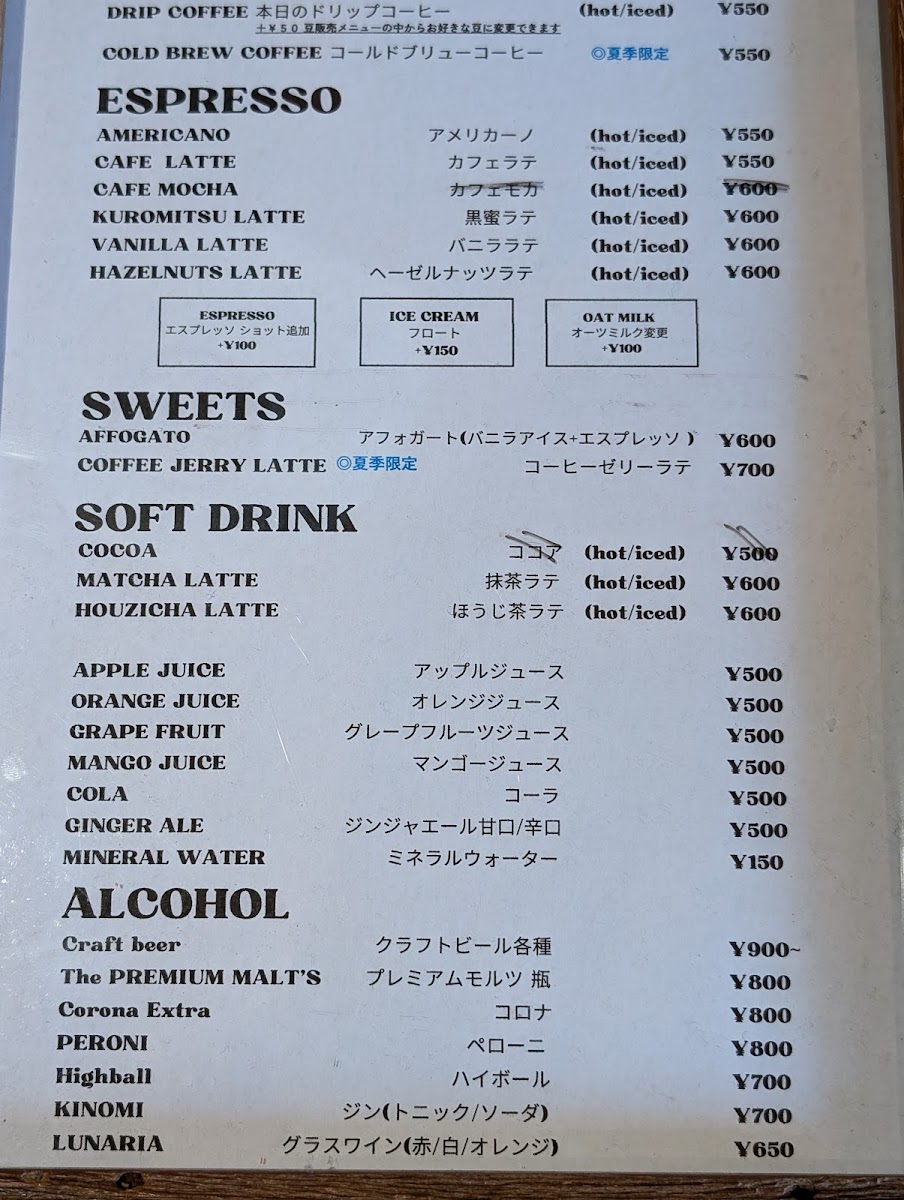 DRIP COFFEE 本日のドリップコーヒー (hot/iced) ¥550
+¥50 豆販売メニューの中からお好きな豆に変更できます
COLD BREW COFFEE コールドブリューコーヒー ◎夏季限定 ¥550
ESPRESSO
AMERICANO アメリカーノ (hot/iced) ¥550
CAFE LATTE カフェラテ (hot/iced) ¥550
CAFE MOCHA カフェモカ (hot/iced) ¥600
KUROMITSU LATTE 黒蜜ラテ (hot/iced) ¥600
VANILLA LATTE バニララテ (hot/iced) ¥600
HAZELNUTS LATTE ヘーゼルナッツラテ (hot/iced) ¥600
ESPRESSO
エスプレッソ ショット追加
+¥100
ICE CREAM
フロート
+¥150
OAT MILK
オーツミルク変更
+¥100
SWEETS
AFFOGATO アフォガート(バニラアイス+エスプレッソ ) ¥600
COFFEE JERRY LATTE ◎夏季限定 コーヒーゼリーラテ ¥700
SOFT DRINK
COCOA ココア (hot/iced) ¥500
MATCHA LATTE 抹茶ラテ (hot/iced) ¥600
HOUZICHA LATTE ほうじ茶ラテ (hot/iced) ¥600
APPLE JUICE アップルジュース ¥500
ORANGE JUICE オレンジジュース ¥500
GRAPE FRUIT グレープフルーツジュース ¥500
MANGO JUICE マンゴージュース ¥500
COLA コーラ ¥500
GINGER ALE ジンジャエール甘口/辛口 ¥500
MINERAL WATER ミネラルウォーター ¥150
ALCOHOL
Craft beer クラフトビール各種 ¥900~
The PREMIUM MALT'S プレミアムモルツ 瓶 ¥800
Corona Extra コロナ ¥800
PERONI ペローニ ¥800
Highball ハイボール ¥700
KINOMI ジン(トニック/ソーダ) ¥700
LUNARIA グラスワイン(赤/白/オレンジ) ¥650